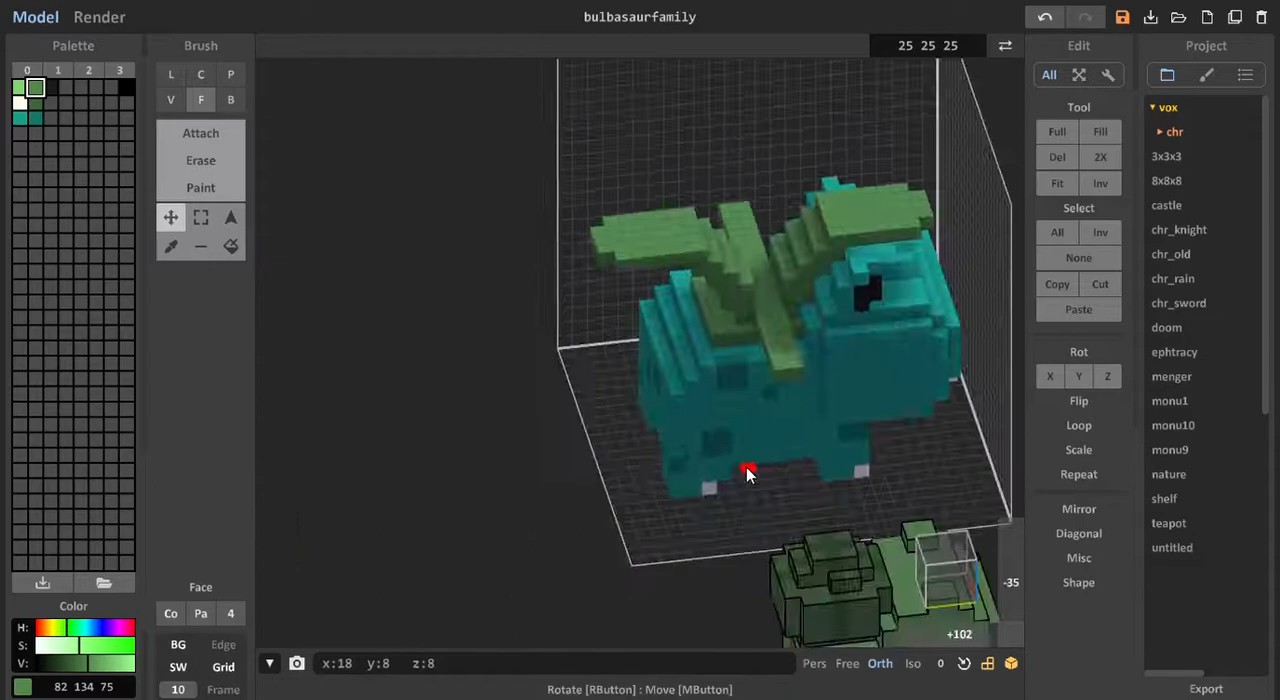 Model Render bulbasaurfamily
Palette Brush 25 25 25 Edit Project
0 1 2 3
L C P
V F B
Attach
Erase
Paint
All
Tool
Full Fill
Del 2X
Fit Inv
Select
All Inv
None
Copy Cut
Paste
Rot
X Y Z
Flip
Loop
Scale
Repeat
Mirror
Diagonal
Misc
Shape
vox
chr
3x3x3
8x8x8
castle
chr_knight
chr_old
chr_rain
chr_sword
doom
ephtracy
menger
monu1
monu10
monu9
nature
shelf
teapot
untitled
Export
Color
H:
S:
V:
82 134 75
Face
Co Pa 4
BG Edge
SW Grid
10 Frame
-35
+102
x:18 y:8 z:8
Pers Free Orth Iso 0
Rotate [RButton] : Move [MButton]